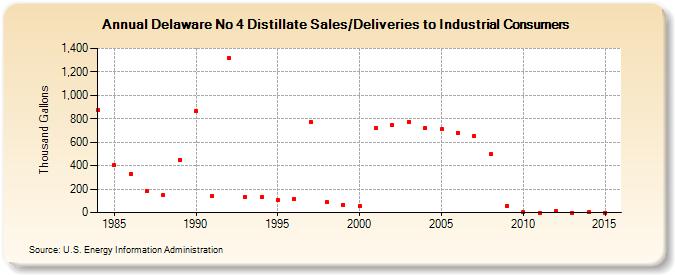 Annual Delaware No 4 Distillate Sales/Deliveries to Industrial Consumers
Thousand Gallons
1,400
1,200
1,000
800
600
400
200
0
1985 1990 1995 2000 2005 2010 2015
Source: U.S. Energy Information Administration